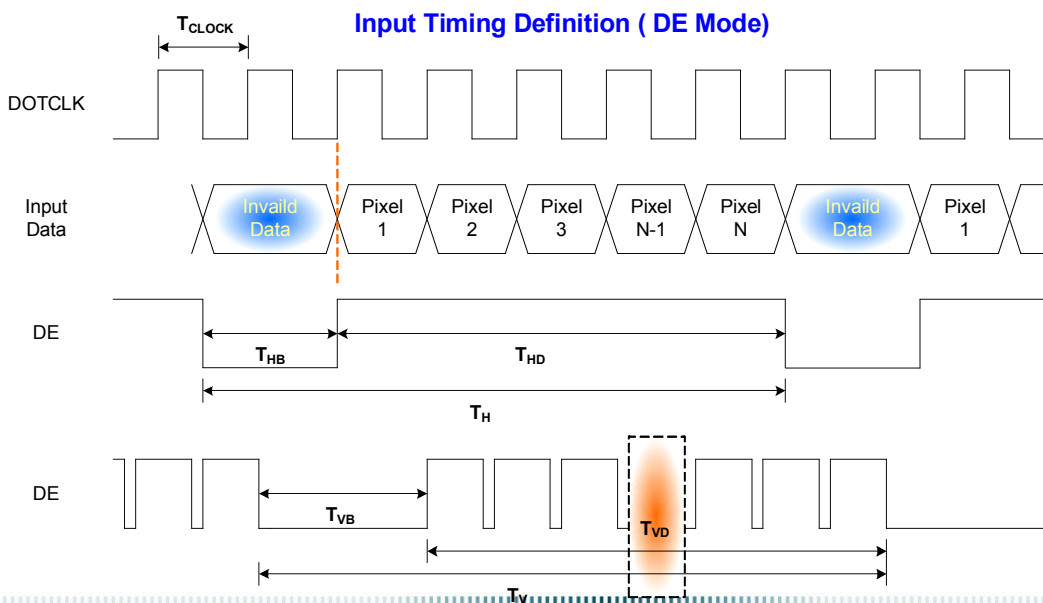 Input Timing Definition ( DE Mode)
TCLOCK
DOTCLK
Input
Data
Invaild
Data
Pixel
1
Pixel
2
Pixel
3
Pixel
N-1
Pixel
N
Invaild
Data
Pixel
1
DE
THB
THD
TH
DE
TVB
TVD
TV